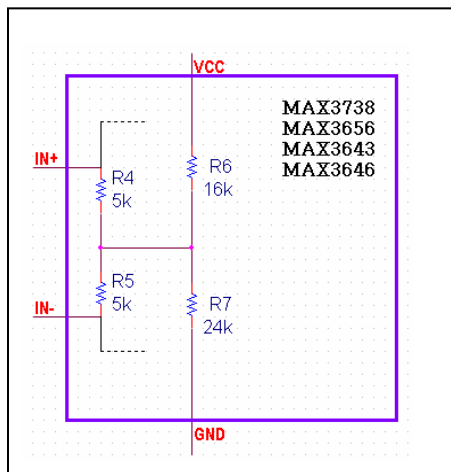 VCC
MAX3738
MAX3656
MAX3643
MAX3646
IN+
R4
5k
R6
16k
R5
5k
IN-
R7
24k
GND